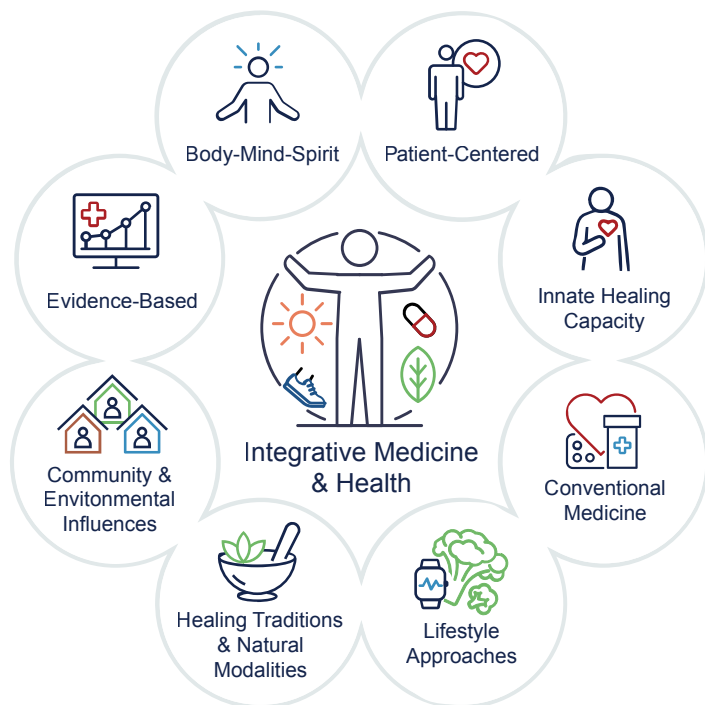 Body-Mind-Spirit
Patient-Centered
Evidence-Based
Innate Healing
Capacity
Integrative Medicine
& Health
Community &
Envitonmental
Influences
Conventional
Medicine
Healing Traditions
& Natural
Modalities
Lifestyle
Approaches